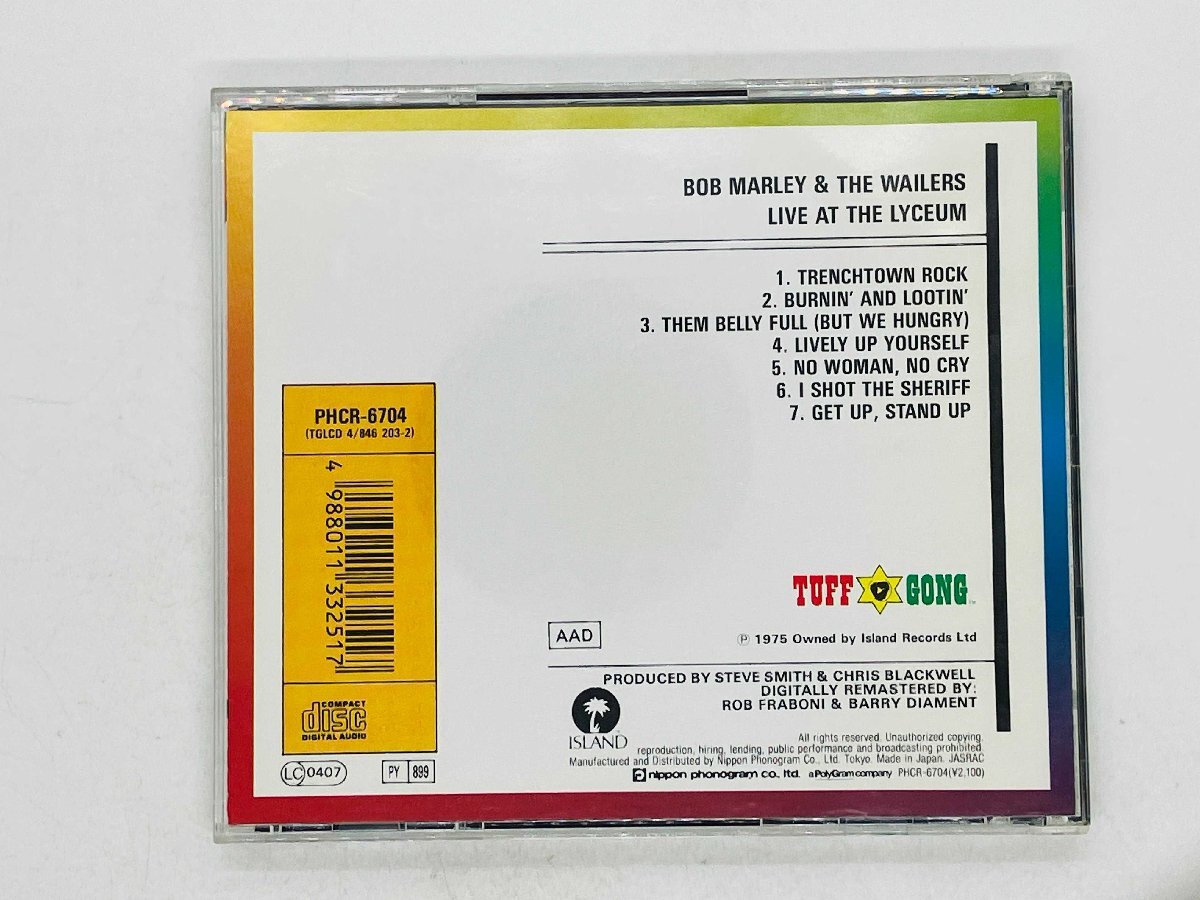 BOB MARLEY & THE WAILERS
LIVE AT THE LYCEUM
1. TRENCHTOWN ROCK
2. BURNIN' AND LOOTIN'
3. THEM BELLY FULL (BUT WE HUNGRY)
4. LIVELY UP YOURSELF
5. NO WOMAN, NO CRY
6. I SHOT THE SHERIFF
7. GET UP, STAND UP
PHCR-6704
(TGLCD 4/846 203-2)
4 988011 332517
COMPACT
disc
DIGITAL AUDIO
LC 0407
PY 899
TUFF GONG
AAD
℗ 1975 Owned by Island Records Ltd
PRODUCED BY STEVE SMITH & CHRIS BLACKWELL
DIGITALLY REMASTERED BY:
ROB FRABONI & BARRY DIAMENT
ISLAND
All rights reserved. Unauthorized copying,
reproduction, hiring, lending, public performance and broadcasting prohibited.
Manufactured and Distributed by Nippon Phonogram Co., Ltd. Tokyo. Made in Japan. JASRAC
nippon phonogram co., ltd. a PolyGram company PHCR-6704(¥2,100)